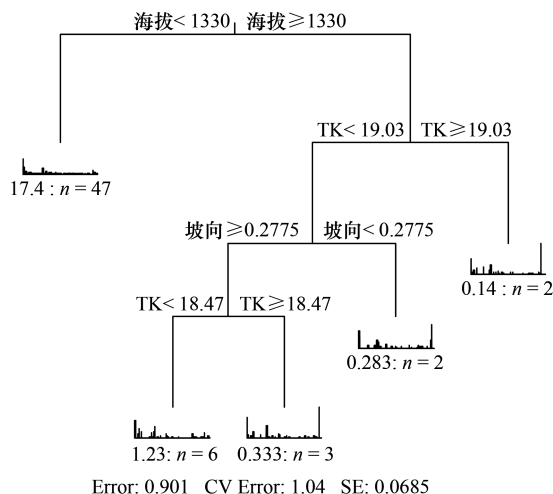 海拔< 1330 海拔≥1330
TK< 19.03 TK≥19.03
17.4 : n = 47
坡向≥0.2775 坡向< 0.2775
0.14 : n = 2
TK< 18.47 TK≥18.47
0.283: n = 2
1.23: n = 6 0.333: n = 3
Error: 0.901 CV Error: 1.04 SE: 0.0685